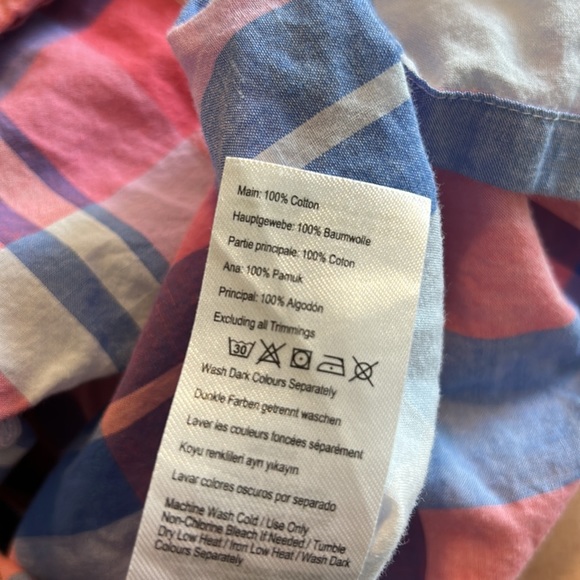 Main: 100% Cotton
Hauptgewebe: 100% Baumwolle
Partie principale: 100% Coton
Ana: 100% Pamuk
Principal: 100% Algodón
Excluding all Trimmings
30
Wash Dark Colours Separately
Dunkle Farben getrennt waschen
Laver les couleurs foncées séparément
Koyu renklileri ayrı yıkayın
Lavar colores oscuros por separado
Machine Wash Cold / Use Only
Non-Chlorine Bleach If Needed / Tumble
Dry Low Heat / Iron Low Heat / Wash Dark
Colours Separately